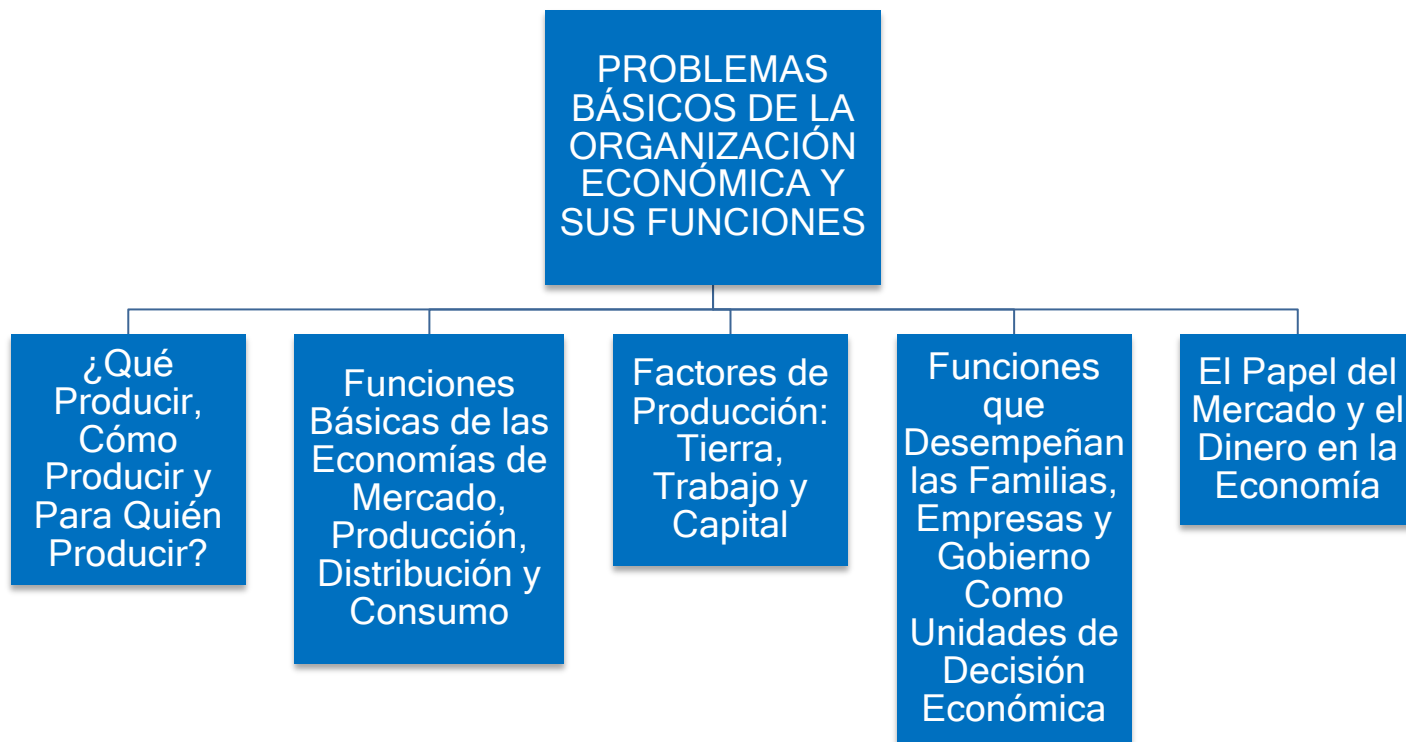 PROBLEMAS
BÁSICOS DE LA
ORGANIZACIÓN
ECONÓMICA Y
SUS FUNCIONES
¿Qué
Producir,
Cómo
Producir y
Para Quién
Producir?
Funciones
Básicas de las
Economías de
Mercado,
Producción,
Distribución y
Consumo
Factores de
Producción:
Tierra,
Trabajo y
Capital
Funciones
que
Desempeñan
las Familias,
Empresas y
Gobierno
Como
Unidades de
Decisión
Económica
El Papel del
Mercado y el
Dinero en la
Economía